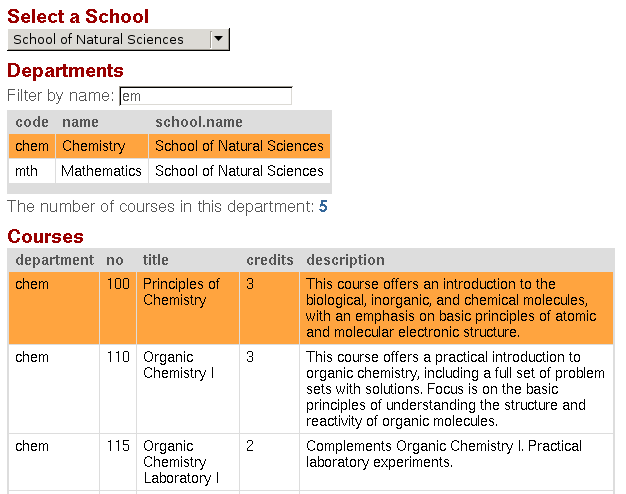 Select a School
School of Natural Sciences
Departments
Filter by name: em
code name school.name
chem Chemistry School of Natural Sciences
mth Mathematics School of Natural Sciences
The number of courses in this department: 5
Courses
department no title credits description
chem 100 Principles of 3 This course offers an introduction to the
Chemistry biological, inorganic, and chemical molecules,
with an emphasis on basic principles of atomic
and molecular electronic structure.
chem 110 Organic 3 This course offers a practical introduction to
Chemistry I organic chemistry, including a full set of problem
sets with solutions. Focus is on the basic
principles of understanding the structure and
reactivity of organic molecules.
chem 115 Organic 2 Complements Organic Chemistry I. Practical
Chemistry laboratory experiments.
Laboratory I